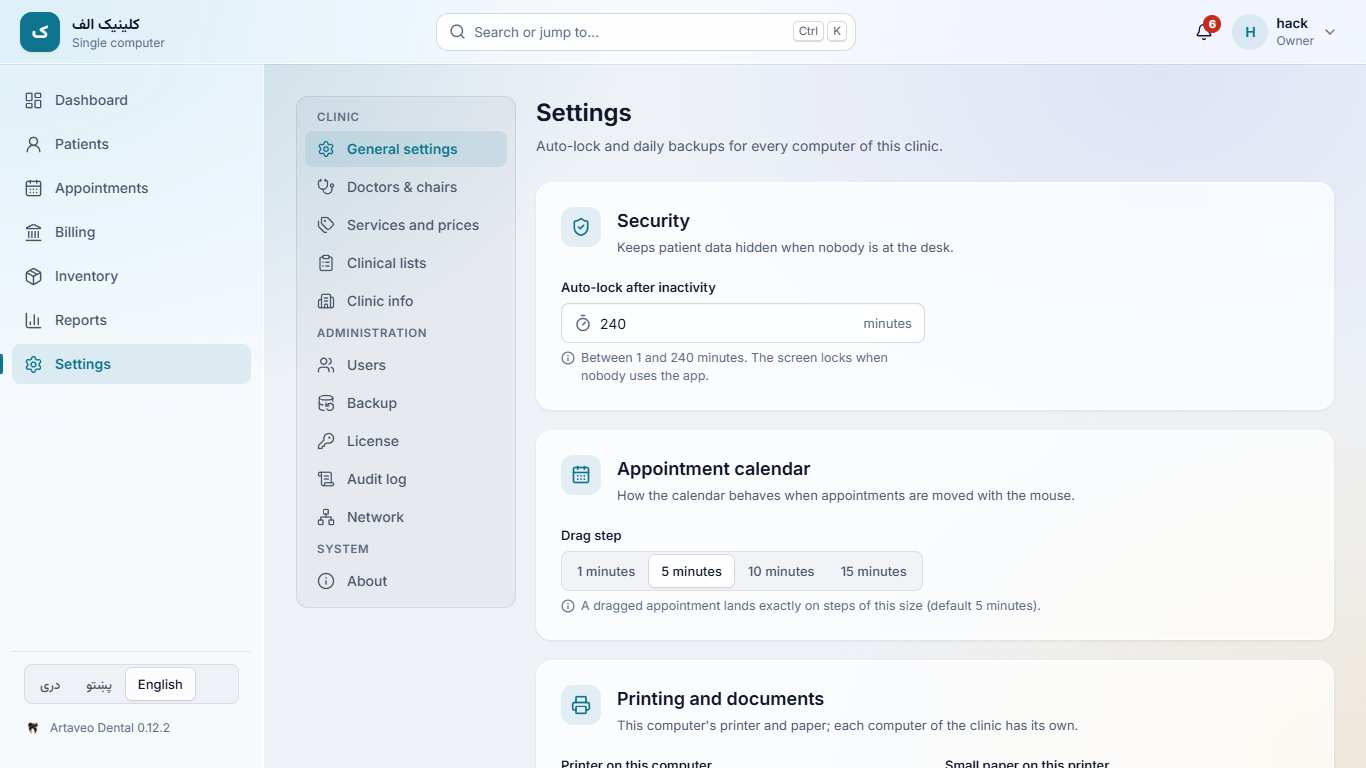 ک
کلینیک الف
Single computer
Search or jump to...
Ctrl K
6
H
hack
Owner
Dashboard
Patients
Appointments
Billing
Inventory
Reports
Settings
دری
پښتو
English
Artaveo Dental 0.12.2
CLINIC
General settings
Doctors & chairs
Services and prices
Clinical lists
Clinic info
ADMINISTRATION
Users
Backup
License
Audit log
Network
SYSTEM
About
Settings
Auto-lock and daily backups for every computer of this clinic.
Security
Keeps patient data hidden when nobody is at the desk.
Auto-lock after inactivity
240 minutes
Between 1 and 240 minutes. The screen locks when
nobody uses the app.
Appointment calendar
How the calendar behaves when appointments are moved with the mouse.
Drag step
1 minutes 5 minutes 10 minutes 15 minutes
A dragged appointment lands exactly on steps of this size (default 5 minutes).
Printing and documents
This computer's printer and paper; each computer of the clinic has its own.
Printer on this computer Small paper on this printer